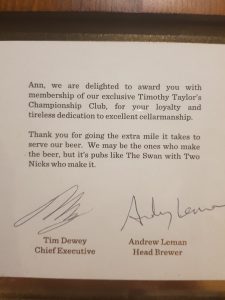 Ann, we are delighted to award you with
membership of our exclusive Timothy Taylor's
Championship Club, for your loyalty and
tireless dedication to excellent cellarmanship.
Thank you for going the extra mile it takes to
serve our beer. We may be the ones who make
the beer, but it's pubs like The Swan with Two
Nicks who make it.
Andy Leman
Tim Dewey
Chief Executive
Andrew Leman
Head Brewer